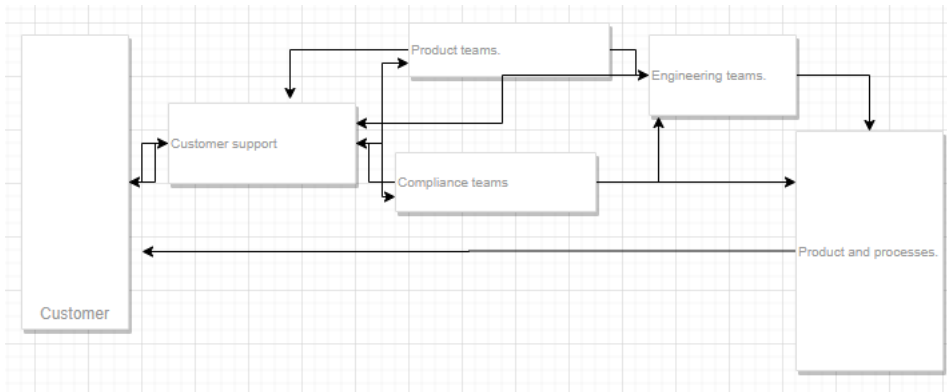 Product teams.
Engineering teams.
Customer support
Compliance teams
Product and processes.
Customer